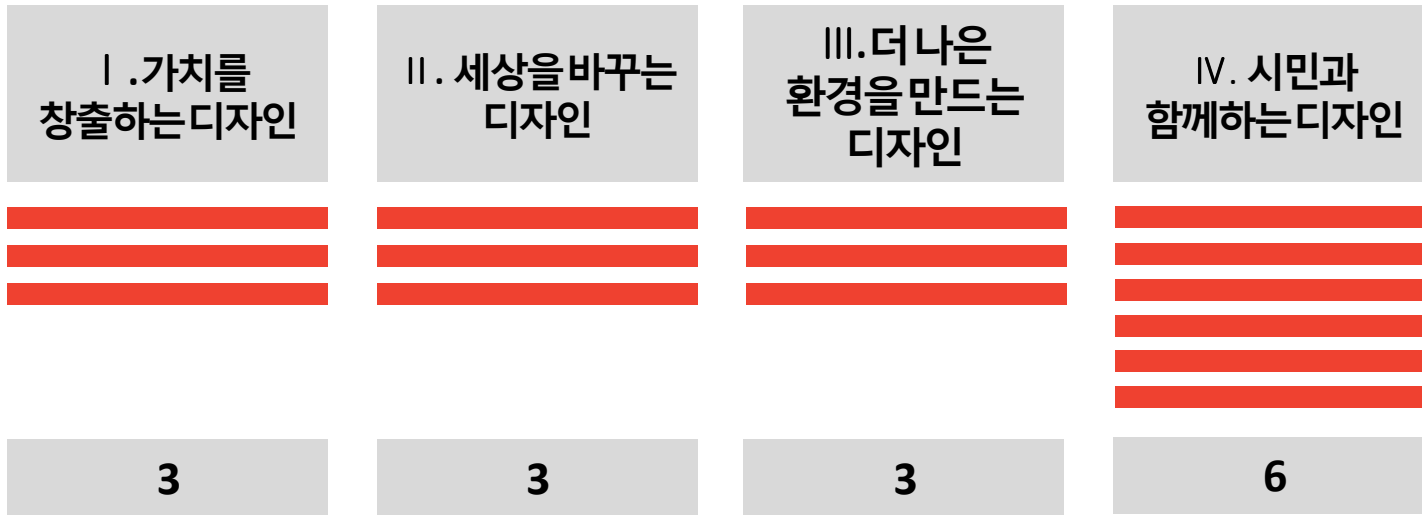 Ⅰ.가치를
창출하는 디자인
Ⅱ. 세상을 바꾸는
디자인
Ⅲ.더 나은
환경을 만드는
디자인
Ⅳ. 시민과
함께하는 디자인
3
3
3
6